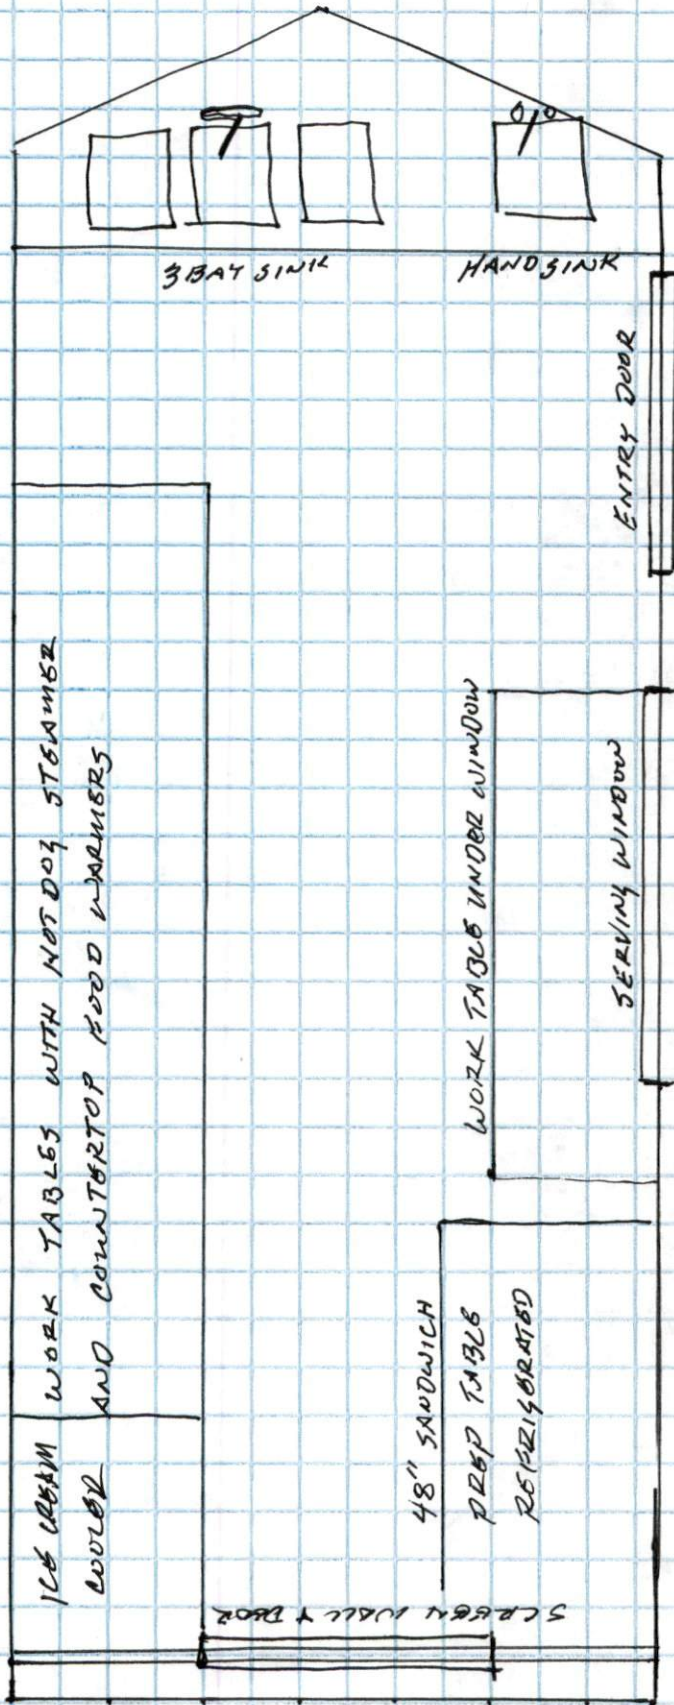 3 BAY SINK
HAND SINK
ENTRY DOOR
WORK TABLES WITH HOT DOG STEAMER
AND COUNTERTOP FOOD WARMERS
WORK TABLE UNDER WINDOW
SERVING WINDOW
ICE CREAM
COOLER
48" SANDWICH
PREP TABLE
REFRIGERATED
SCREEN WALL & DOOR